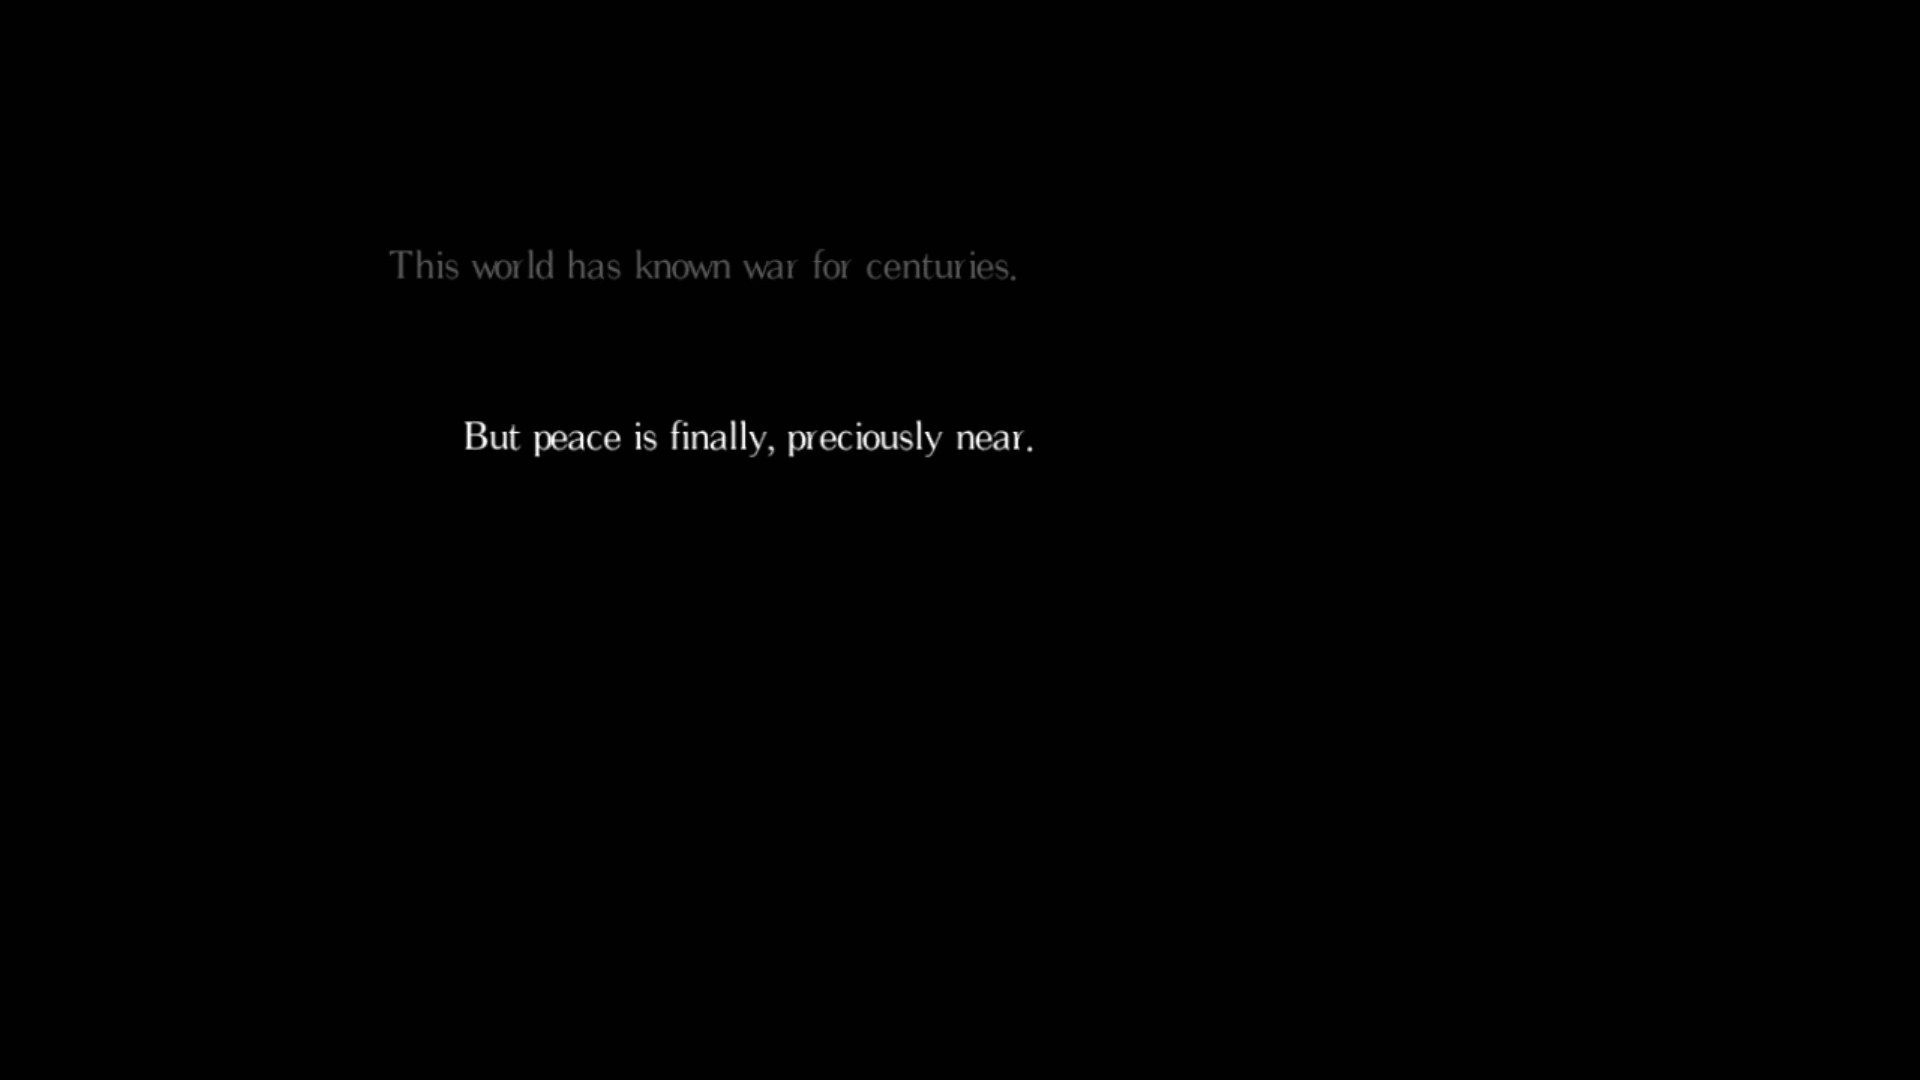 This world has known war for centuries.
But peace is finally, preciously near.